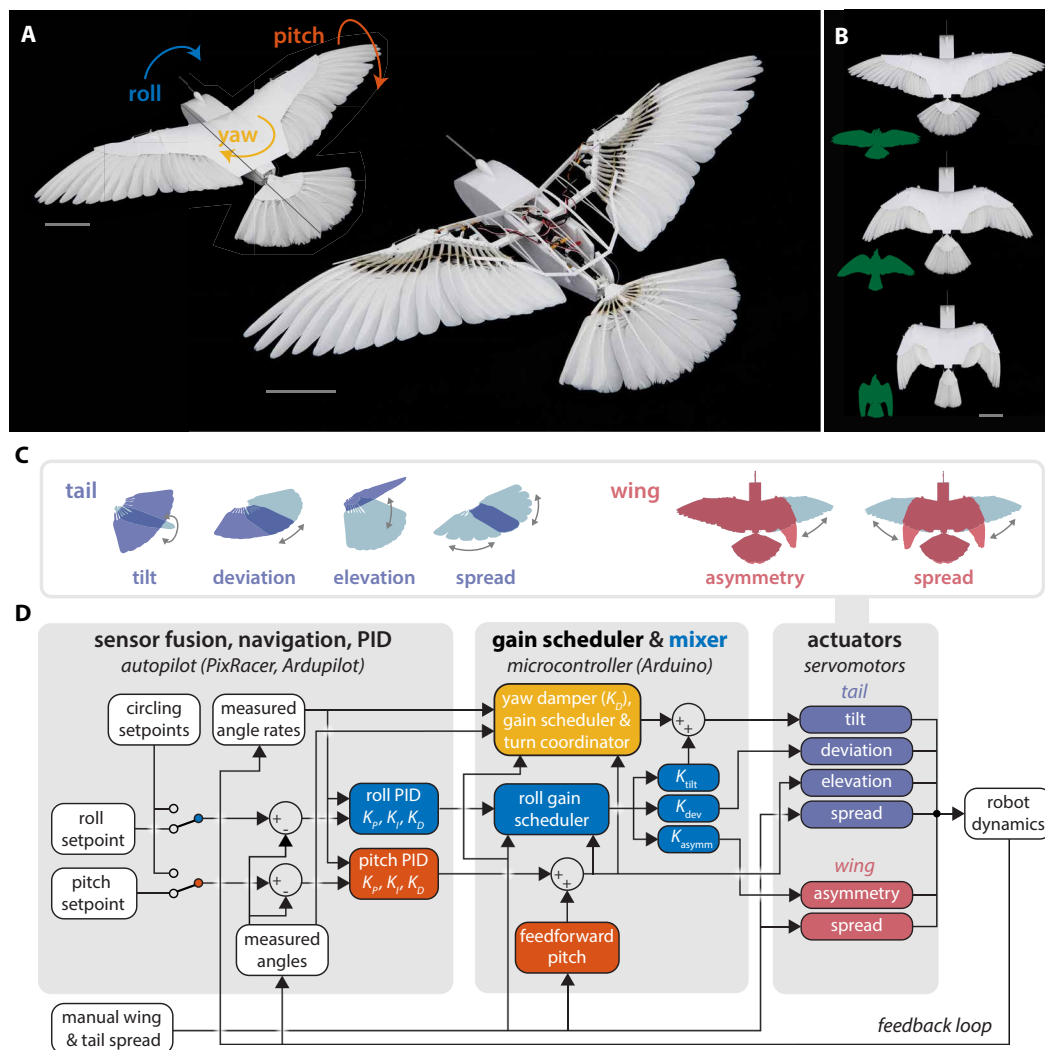 A
roll
pitch
yaw
B
C
tail
tilt
deviation
elevation
spread
wing
asymmetry
spread
D
sensor fusion, navigation, PID
autopilot (PixRacer, Ardupilot)
circling
setpoints
measured
angle rates
roll
setpoint
pitch
setpoint
+
-
+
-
roll PID
KP, KI, KD
pitch PID
KP, KI, KD
measured
angles
manual wing
& tail spread
gain scheduler & mixer
microcontroller (Arduino)
yaw damper (KD),
gain scheduler &
turn coordinator
+
+
roll gain
scheduler
Ktilt
Kdev
Kasymm
+
+
feedforward
pitch
actuators
servomotors
tail
tilt
deviation
elevation
spread
wing
asymmetry
spread
robot
dynamics
feedback loop